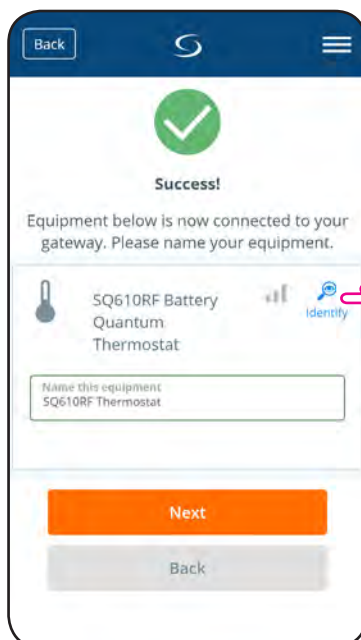 Back
Success!
Equipment below is now connected to your
gateway. Please name your equipment.
SQ610RF Battery
Quantum
Thermostat
Identify
Name this equipment
SQ610RF Thermostat
Next
Back